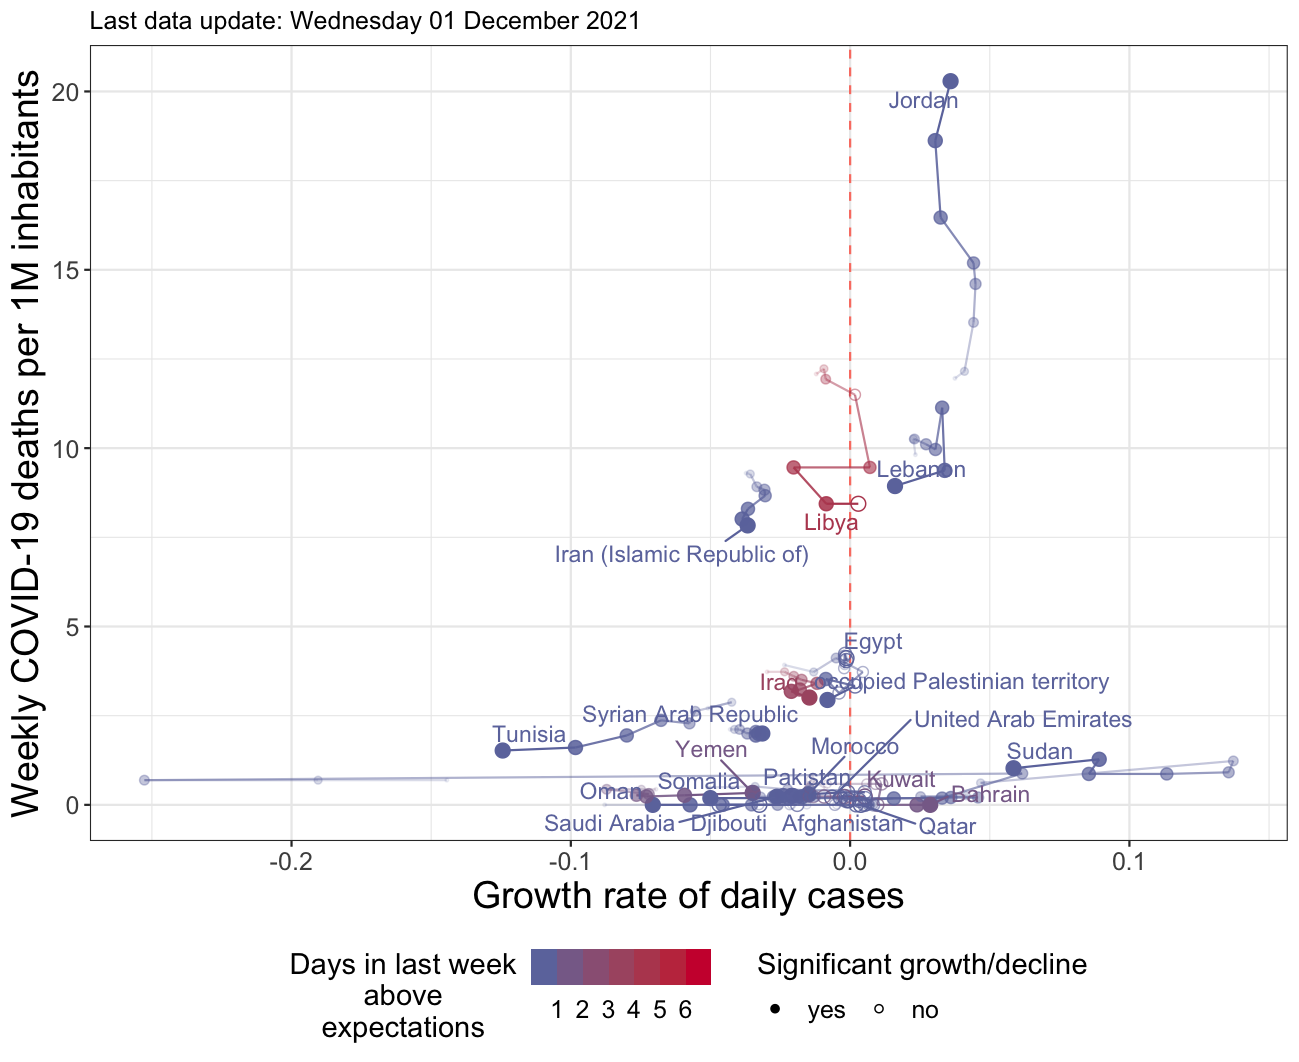 Last data update: Wednesday 01 December 2021
Weekly COVID-19 deaths per 1M inhabitants
20
15
10
5
0
Jordan
Lebanon
Libya
Iran (Islamic Republic of)
Egypt
Iraq
occupied Palestinian territory
Syrian Arab Republic
United Arab Emirates
Tunisia
Yemen
Morocco
Sudan
Somalia
Pakistan
Kuwait
Oman
Bahrain
Saudi Arabia
Djibouti
Afghanistan
Qatar
-0.2
-0.1
0.0
0.1
Growth rate of daily cases
Days in last week
above
expectations
1 2 3 4 5 6
Significant growth/decline
yes
no